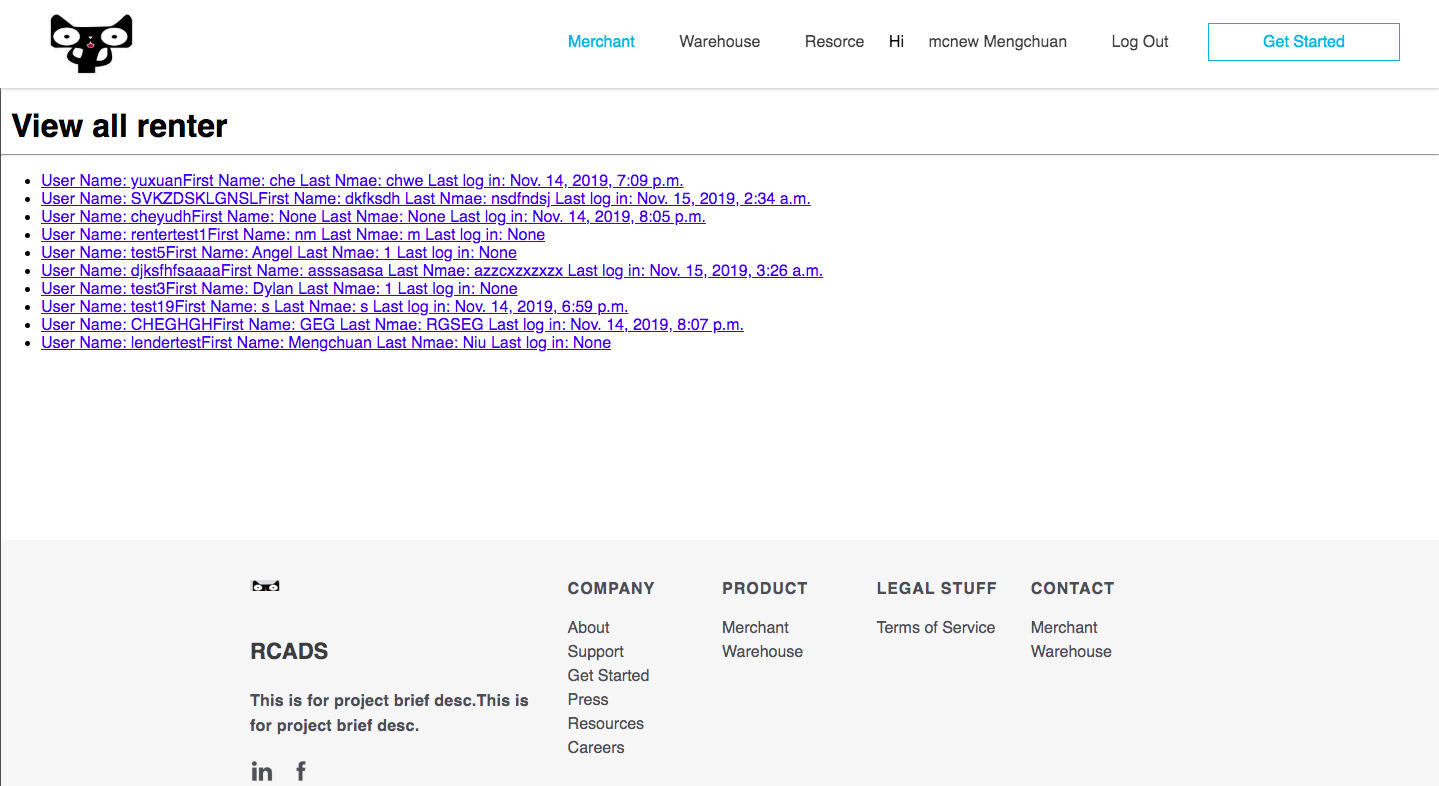 Merchant Warehouse Resorce Hi mcnew Mengchuan Log Out Get Started
View all renter
User Name: yuxuanFirst Name: che Last Nmae: chwe Last log in: Nov. 14, 2019, 7:09 p.m.
User Name: SVKZDSKLGNSLFirst Name: dkfksdh Last Nmae: nsdfndsj Last log in: Nov. 15, 2019, 2:34 a.m.
User Name: cheyudhFirst Name: None Last Nmae: None Last log in: Nov. 14, 2019, 8:05 p.m.
User Name: rentertest1First Name: nm Last Nmae: m Last log in: None
User Name: test5First Name: Angel Last Nmae: 1 Last log in: None
User Name: djksfhfsaaaaFirst Name: asssasasa Last Nmae: azzcxzxzxzx Last log in: Nov. 15, 2019, 3:26 a.m.
User Name: test3First Name: Dylan Last Nmae: 1 Last log in: None
User Name: test19First Name: s Last Nmae: s Last log in: Nov. 14, 2019, 6:59 p.m.
User Name: CHEGHGHFirst Name: GEG Last Nmae: RGSEG Last log in: Nov. 14, 2019, 8:07 p.m.
User Name: lendertestFirst Name: Mengchuan Last Nmae: Niu Last log in: None
RCADS
This is for project brief desc.This is
for project brief desc.
in f
COMPANY
About
Support
Get Started
Press
Resources
Careers
PRODUCT
Merchant
Warehouse
LEGAL STUFF
Terms of Service
CONTACT
Merchant
Warehouse